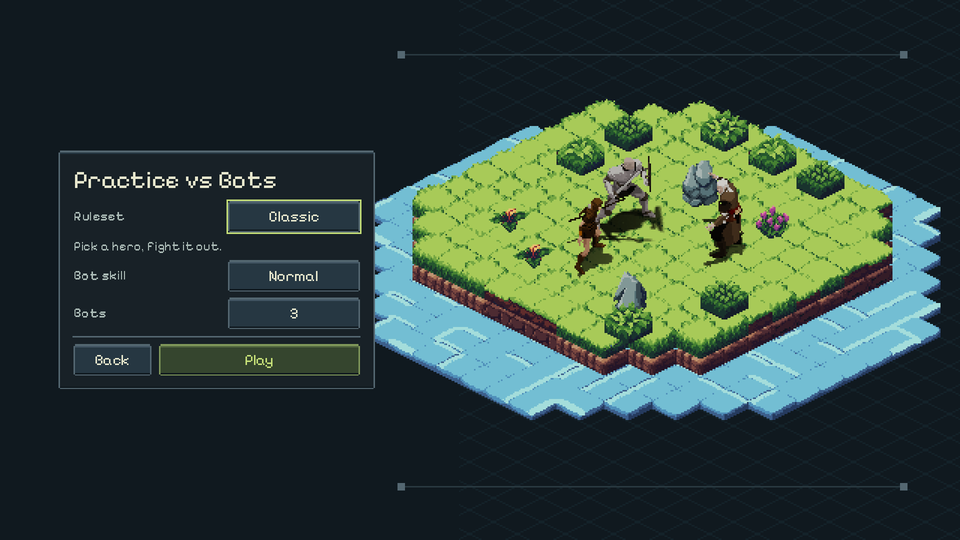 Practice vs Bots
Ruleset Classic
Pick a hero, fight it out.
Bot skill Normal
Bots 3
Back Play